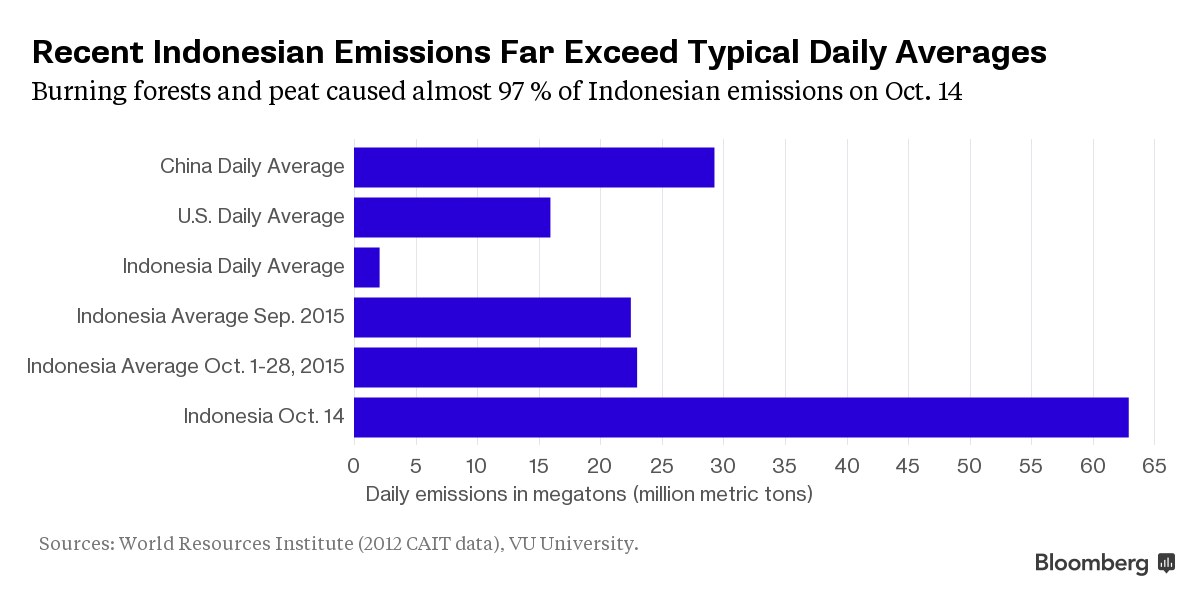 Recent Indonesian Emissions Far Exceed Typical Daily Averages
Burning forests and peat caused almost 97 % of Indonesian emissions on Oct. 14
China Daily Average
U.S. Daily Average
Indonesia Daily Average
Indonesia Average Sep. 2015
Indonesia Average Oct. 1-28, 2015
Indonesia Oct. 14
0 5 10 15 20 25 30 35 40 45 50 55 60 65
Daily emissions in megatons (million metric tons)
Sources: World Resources Institute (2012 CAIT data), VU University.
Bloomberg